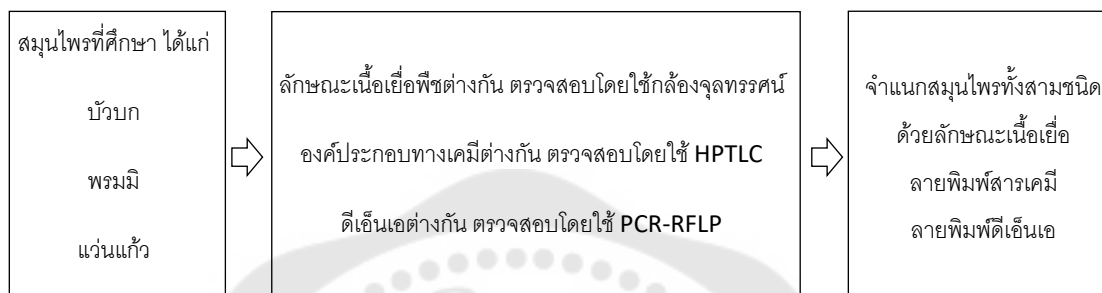 สมุนไพรที่ศึกษา ได้แก่
บัวบก
พรมมิ
แว่นแก้ว
ลักษณะเนื้อเยื่อพืชต่างกัน ตรวจสอบโดยใช้กล้องจุลทรรศน์
องค์ประกอบทางเคมีต่างกัน ตรวจสอบโดยใช้ HPTLC
ดีเอ็นเอต่างกัน ตรวจสอบโดยใช้ PCR-RFLP
จำแนกสมุนไพรทั้งสามชนิด
ด้วยลักษณะเนื้อเยื่อ
ลายพิมพ์สารเคมี
ลายพิมพ์ดีเอ็นเอ